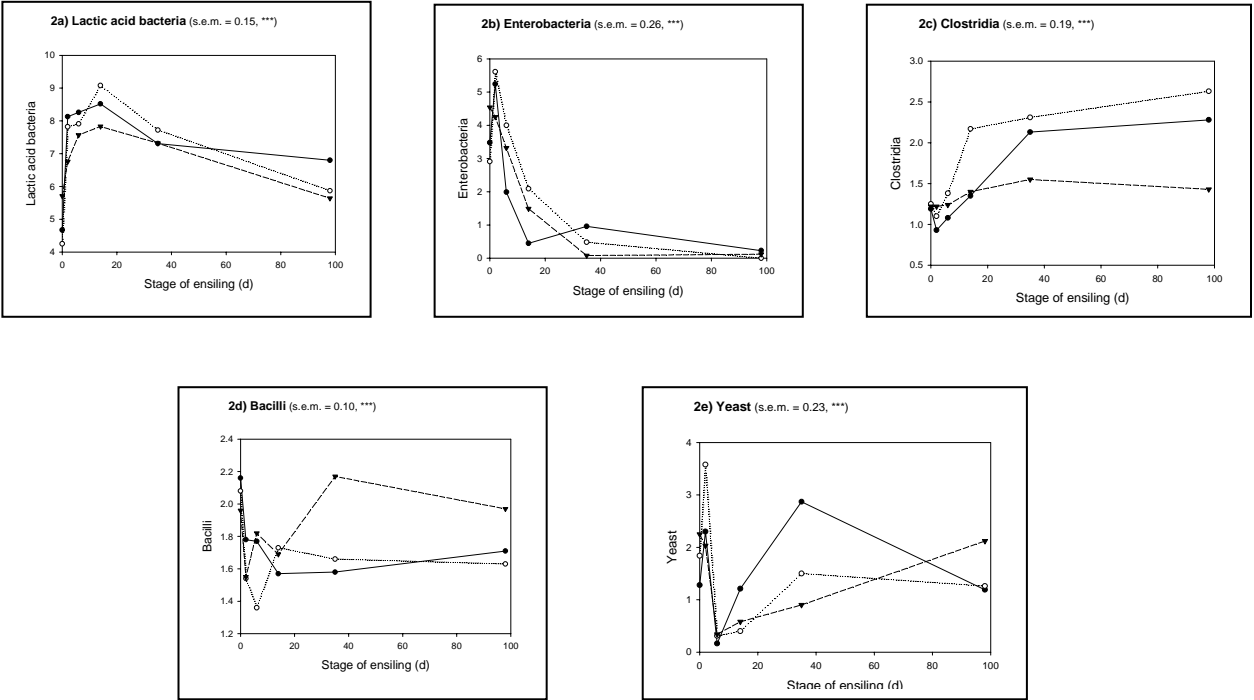 2a) Lactic acid bacteria (s.e.m. = 0.15, ***)
10
9
8
7
6
5
4
Lactic acid bacteria
0 20 40 60 80 100
Stage of ensiling (d)
2b) Enterobacteria (s.e.m. = 0.26, ***)
6
5
4
3
2
1
0
Enterobacteria
0 20 40 60 80 100
Stage of ensiling (d)
2c) Clostridia (s.e.m. = 0.19, ***)
3.0
2.5
2.0
1.5
1.0
0.5
Clostridia
0 20 40 60 80 100
Stage of ensiling (d)
2d) Bacilli (s.e.m. = 0.10, ***)
2.4
2.2
2.0
1.8
1.6
1.4
1.2
Bacilli
0 20 40 60 80 100
Stage of ensiling (d)
2e) Yeast (s.e.m. = 0.23, ***)
4
3
2
1
0
Yeast
0 20 40 60 80 100
Stage of ensiling (d)